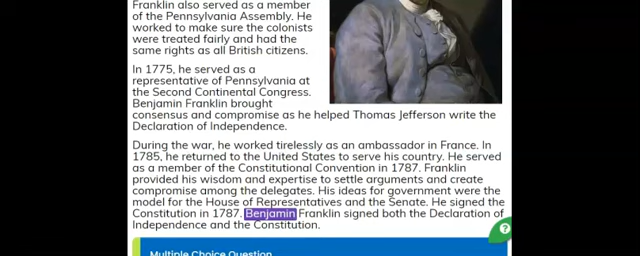 Franklin also served as a member
of the Pennsylvania Assembly. He
worked to make sure the colonists
were treated fairly and had the
same rights as all British citizens.
In 1775, he served as a
representative of Pennsylvania at
the Second Continental Congress.
Benjamin Franklin brought
consensus and compromise as he helped Thomas Jefferson write the
Declaration of Independence.
During the war, he worked tirelessly as an ambassador in France. In
1785, he returned to the United States to serve his country. He served
as a member of the Constitutional Convention in 1787. Franklin
provided his wisdom and expertise to settle arguments and create
compromise among the delegates. His ideas for government were the
model for the House of Representatives and the Senate. He signed the
Constitution in 1787. Benjamin Franklin signed both the Declaration of
Independence and the Constitution.
?
Multiple Choice Question